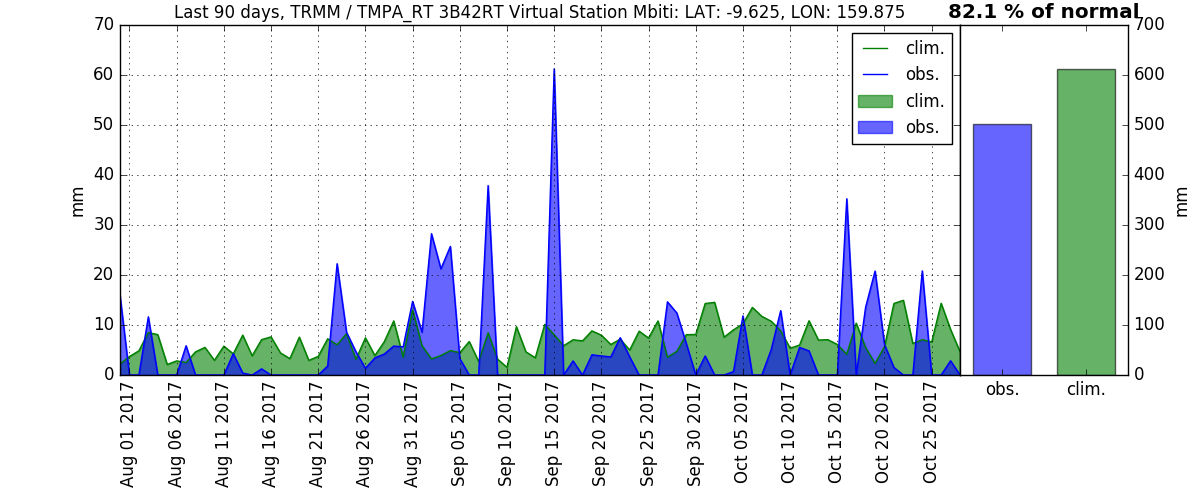 Last 90 days, TRMM / TMPA_RT 3B42RT Virtual Station Mbiti: LAT: -9.625, LON: 159.875
82.1 % of normal
70
60
50
40
30
20
10
0
mm
clim.
obs.
clim.
obs.
Aug 01 2017
Aug 06 2017
Aug 11 2017
Aug 16 2017
Aug 21 2017
Aug 26 2017
Aug 31 2017
Sep 05 2017
Sep 10 2017
Sep 15 2017
Sep 20 2017
Sep 25 2017
Sep 30 2017
Oct 05 2017
Oct 10 2017
Oct 15 2017
Oct 20 2017
Oct 25 2017
700
600
500
400
300
200
100
0
mm
obs.
clim.